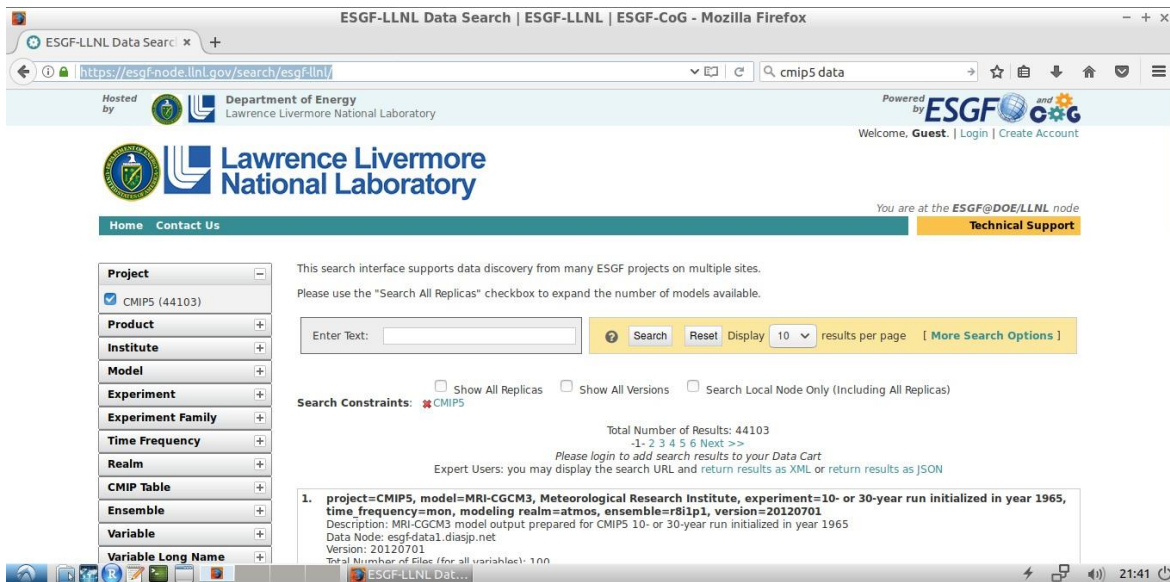 ESGF-LLNL Data Search | ESGF-LLNL | ESGF-CoG - Mozilla Firefox
ESGF-LLNL Data Searc
https://esgf-node.llnl.gov/search/esgf-llnl/
cmip5 data
Hosted by
Department of Energy
Lawrence Livermore National Laboratory
Powered by ESGF and CoG
Welcome, Guest. | Login | Create Account
Lawrence Livermore
National Laboratory
You are at the ESGF@DOE/LLNL node
Home Contact Us
Technical Support
Project
CMIP5 (44103)
Product
Institute
Model
Experiment
Experiment Family
Time Frequency
Realm
CMIP Table
Ensemble
Variable
Variable Long Name
This search interface supports data discovery from many ESGF projects on multiple sites.
Please use the "Search All Replicas" checkbox to expand the number of models available.
Enter Text:
Search Reset Display 10 results per page [ More Search Options ]
Show All Replicas Show All Versions Search Local Node Only (Including All Replicas)
Search Constraints: CMIP5
Total Number of Results: 44103
-1- 2 3 4 5 6 Next >>
Please login to add search results to your Data Cart
Expert Users: you may display the search URL and return results as XML or return results as JSON
1. project=CMIP5, model=MRI-CGCM3, Meteorological Research Institute, experiment=10- or 30-year run initialized in year 1965,
time_frequency=mon, modeling realm=atmos, ensemble=r8i1p1, version=20120701
Description: MRI-CGCM3 model output prepared for CMIP5 10- or 30-year run initialized in year 1965
Data Node: esgf-data1.diasjp.net
Version: 20120701
Total Number of Files (for all variables): 100
ESGF-LLNL Dat...
21:41